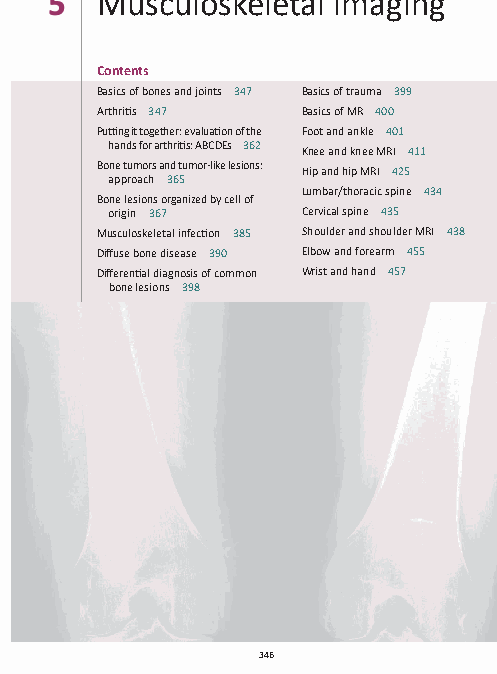 5 Musculoskeletal imaging
Contents
Basics of bones and joints 347
Arthritis 347
Putting it together: evaluation of the
hands for arthritis: ABCDEs 362
Bone tumors and tumor-like lesions:
approach 365
Bone lesions organized by cell of
origin 367
Musculoskeletal infection 385
Diffuse bone disease 390
Differential diagnosis of common
bone lesions 398
Basics of trauma 399
Basics of MR 400
Foot and ankle 401
Knee and knee MRI 411
Hip and hip MRI 425
Lumbar/thoracic spine 434
Cervical spine 435
Shoulder and shoulder MRI 438
Elbow and forearm 455
Wrist and hand 457
346